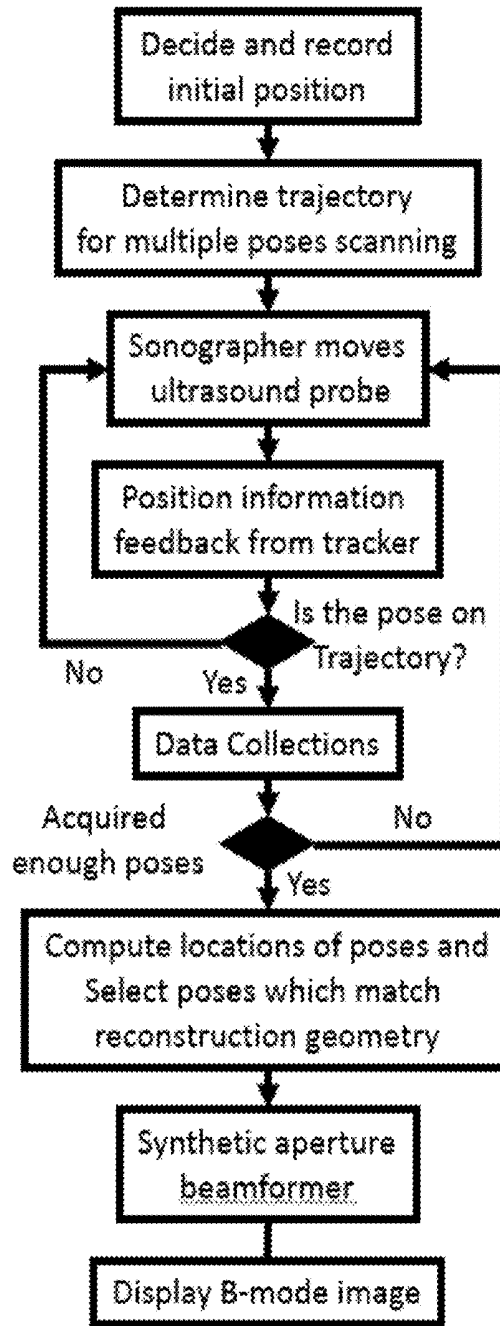 Decide and record
initial position
Determine trajectory
for multiple poses scanning
Sonographer moves
ultrasound probe
Position information
feedback from tracker
Is the pose on
Trajectory?
No
Yes
Data Collections
Acquired
enough poses
No
Yes
Compute locations of poses and
Select poses which match
reconstruction geometry
Synthetic aperture
beamformer
Display B-mode image